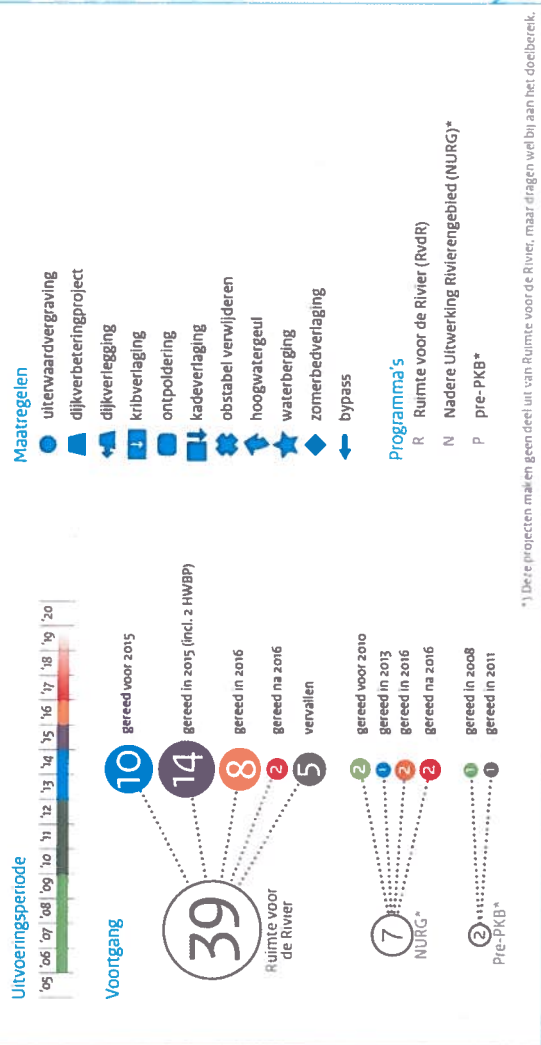 Uitvoeringsperiode
'05 '06 '07 '08 '09 '10 '11 '12 '13 '14 '15 '16 '17 '18 '19 '20
Voortgang
39
Ruimte voor
de Rivier
10 gereed voor 2015
14 gereed in 2015 (incl. 2 HWBP)
8 gereed in 2016
2 gereed na 2016
5 vervallen
7
NURG*
2 gereed voor 2010
1 gereed in 2013
2 gereed in 2016
2 gereed na 2016
2
Pre-PKB*
1 gereed in 2008
1 gereed in 2011
Maatregelen
uiterwaardvergraving
dijkverbeteringproject
dijkverlegging
kribverlaging
ontpoldering
kadeverlaging
obstabel verwijderen
hoogwatergeul
waterberging
zomerbedverlaging
bypass
Programma's
R Ruimte voor de Rivier (RvdR)
N Nadere Uitwerking Rivierengebied (NURG)*
P pre-PKB*
*) Deze projecten maken geen deel uit van Ruimte voor de Rivier, maar dragen wel bij aan het doelbereik.